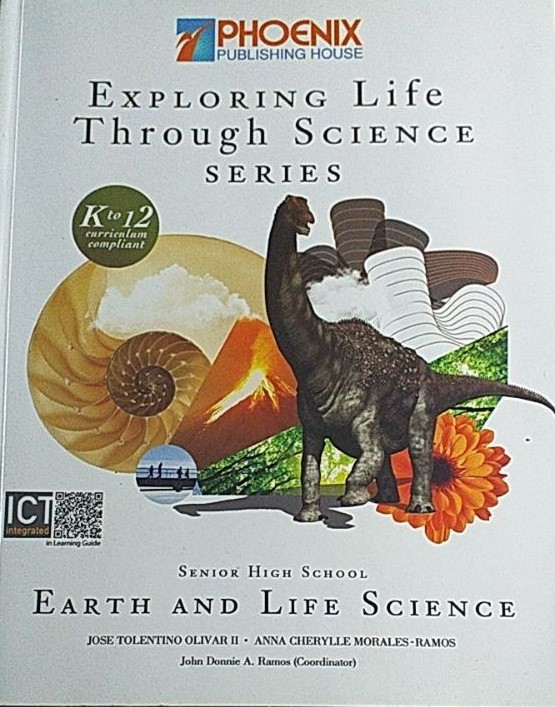 PHOENIX
PUBLISHING HOUSE
EXPLORING LIFE
THROUGH SCIENCE
SERIES
K to 12
curriculum
compliant
ICT
integrated
in Learning Guide
SENIOR HIGH SCHOOL
EARTH AND LIFE SCIENCE
JOSE TOLENTINO OLIVAR II • ANNA CHERYLLE MORALES-RAMOS
John Donnie A. Ramos (Coordinator)